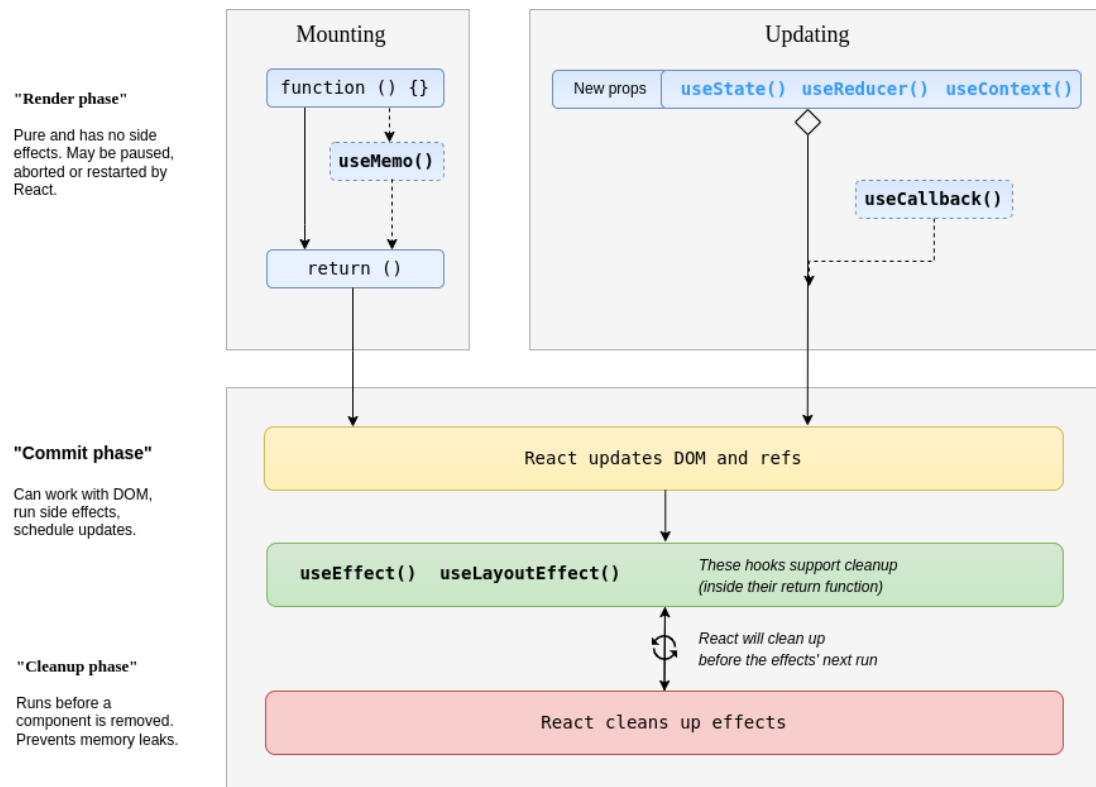 Mounting
Updating
function () {}
New props
useState() useReducer() useContext()
"Render phase"
Pure and has no side
effects. May be paused,
aborted or restarted by
React.
useMemo()
useCallback()
return ()
"Commit phase"
Can work with DOM,
run side effects,
schedule updates.
React updates DOM and refs
useEffect() useLayoutEffect()
These hooks support cleanup
(inside their return function)
React will clean up
before the effects' next run
"Cleanup phase"
Runs before a
component is removed.
Prevents memory leaks.
React cleans up effects